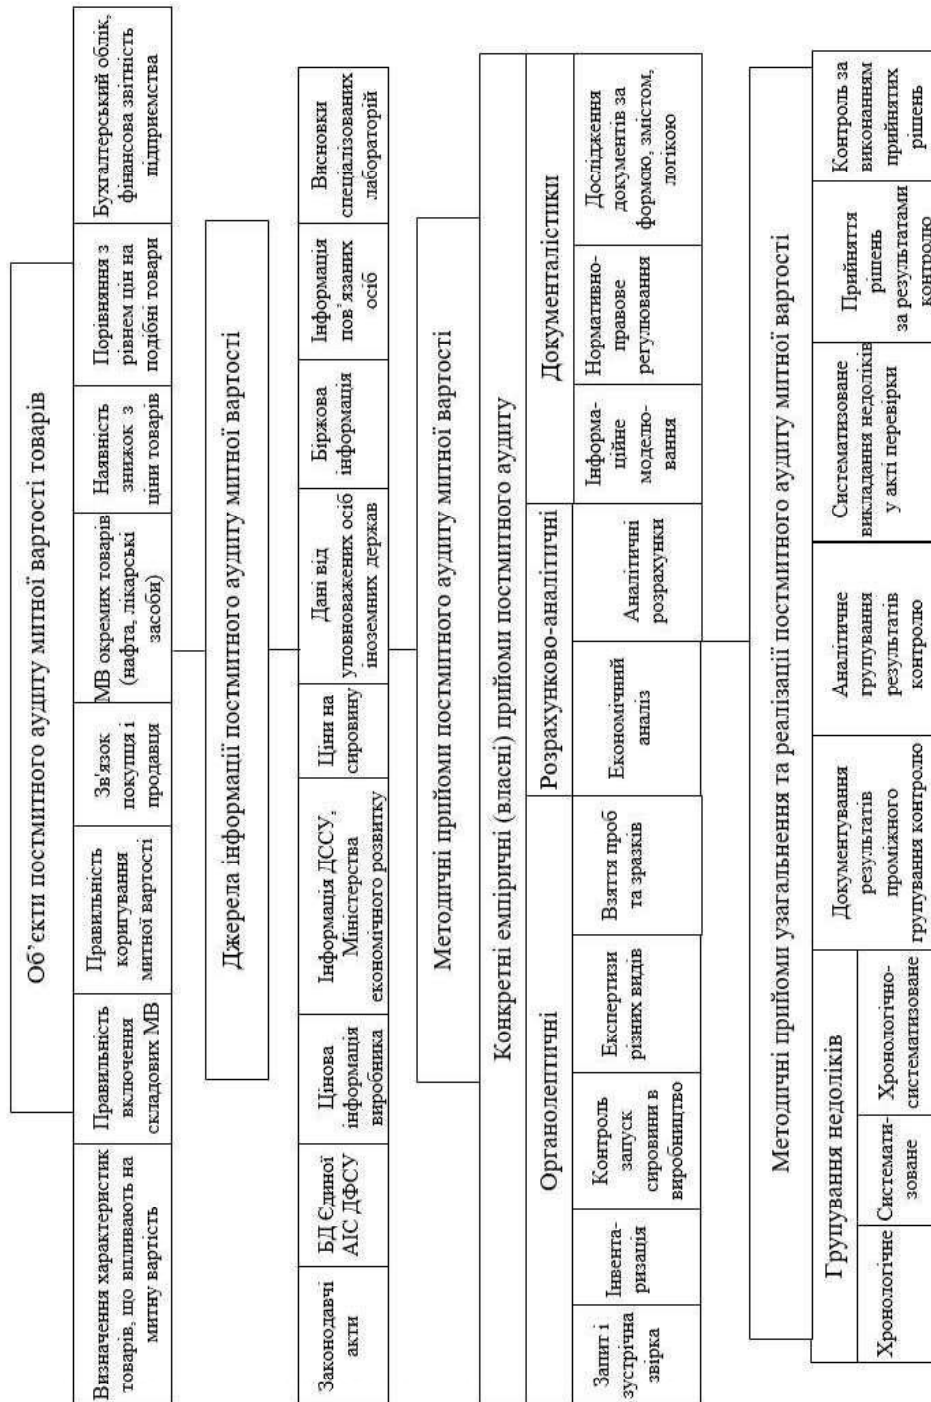 Об’єкти постмитного аудиту митної вартості товарів
Визначення характеристик
товарів, що впливають на
митну вартість
Правильність
включення
складових МВ
Правильність
коригування
митної вартості
Зв'язок
покупця і
продавця
МВ окремих товарів
(нафта, лікарські
засоби)
Наявність
знижок з
ціни товарів
Порівняння з
рівнем цін на
подібні товари
Бухгалтерський облік,
фінансова звітність
підприємства
Джерела інформації постмитного аудиту митної вартості
Законодавчі
акти
БД Єдиної
АІС ДФСУ
Цінова
інформація
виробника
Інформація ДССУ,
Міністерства
економічного розвитку
Ціни на
сировину
Дані від
уповноважених осіб
іноземних держав
Біржова
інформація
Інформація
пов’язаних
осіб
Висновки
спеціалізованих
лабораторій
Методичні прийоми постмитного аудиту митної вартості
Конкретні емпіричні (власні) прийоми постмитного аудиту
Органолептичні
Розрахунково-аналітичні
Документалістики
Запит і
зустрічна
звірка
Інвента-
ризація
Контроль
запуск
сировини в
виробництво
Експертизи
різних видів
Взяття проб
та зразків
Економічний
аналіз
Аналітичні
розрахунки
Інформа-
ційне
моделю-
вання
Нормативно-
правове
регулювання
Дослідження
документів за
формою, змістом,
логікою
Методичні прийоми узагальнення та реалізації постмитного аудиту митної вартості
Групування недоліків
Хронологічне
Системати-
зоване
Хронологічно-
систематизоване
Документування
результатів
проміжного
групування контролю
Аналітичне
групування
результатів
контролю
Систематизоване
викладання недоліків
у акті перевірки
Прийняття
рішень
за результатами
контролю
Контроль за
виконанням
прийнятих
рішень